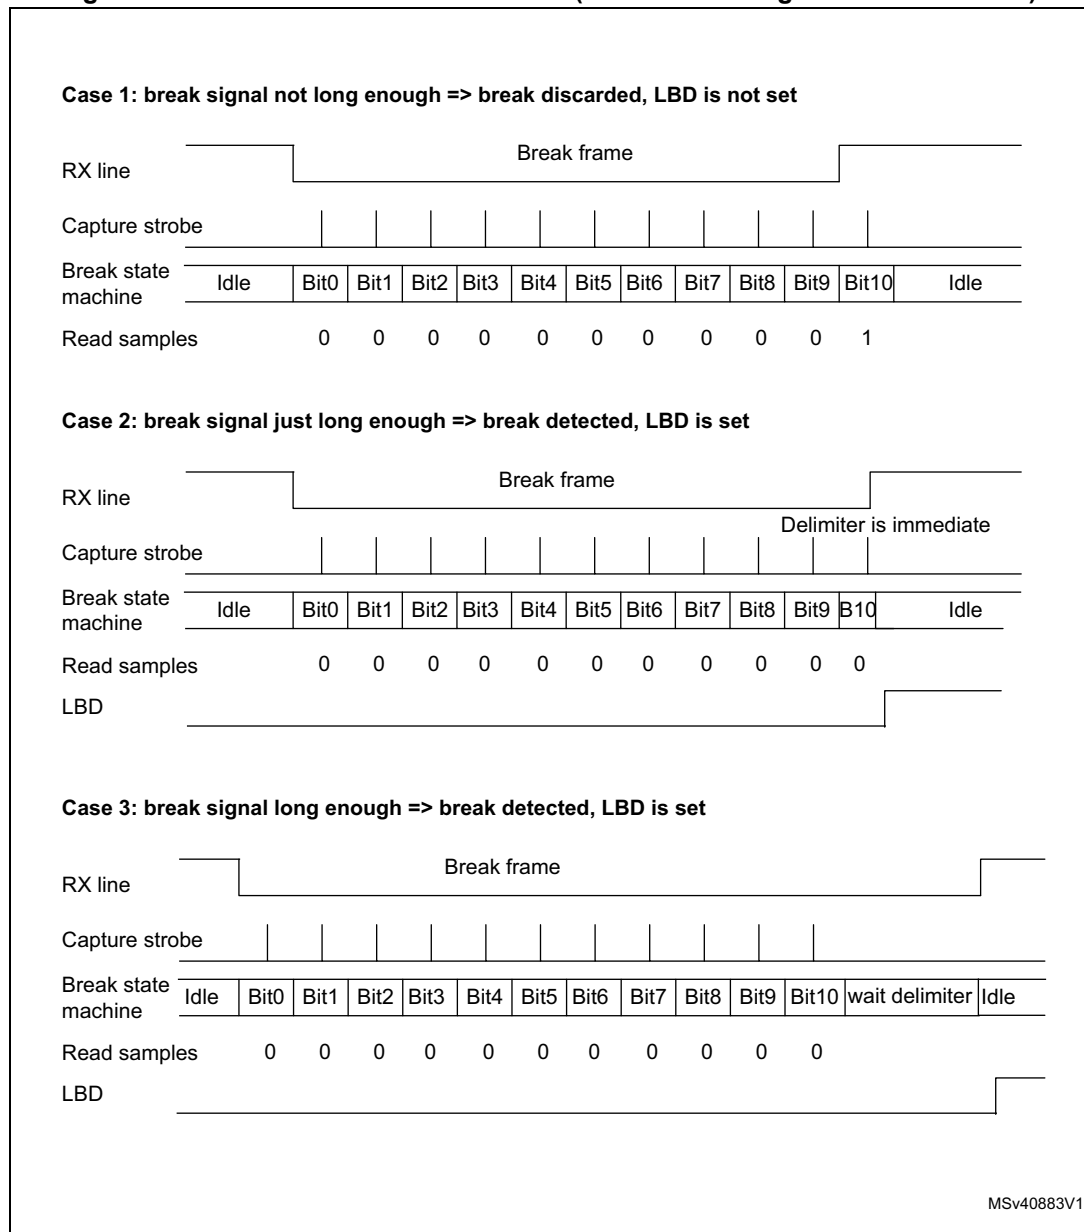 Case 1: break signal not long enough => break discarded, LBD is not set
Break frame
RX line
Capture strobe
Break state machine Idle Bit0 Bit1 Bit2 Bit3 Bit4 Bit5 Bit6 Bit7 Bit8 Bit9 Bit10 Idle
Read samples 0 0 0 0 0 0 0 0 0 0 1
Case 2: break signal just long enough => break detected, LBD is set
Break frame
RX line
Delimiter is immediate
Capture strobe
Break state machine Idle Bit0 Bit1 Bit2 Bit3 Bit4 Bit5 Bit6 Bit7 Bit8 Bit9 B10 Idle
Read samples 0 0 0 0 0 0 0 0 0 0 0
LBD
Case 3: break signal long enough => break detected, LBD is set
Break frame
RX line
Capture strobe
Break state machine Idle Bit0 Bit1 Bit2 Bit3 Bit4 Bit5 Bit6 Bit7 Bit8 Bit9 Bit10 wait delimiter Idle
Read samples 0 0 0 0 0 0 0 0 0 0 0
LBD
MSv40883V1